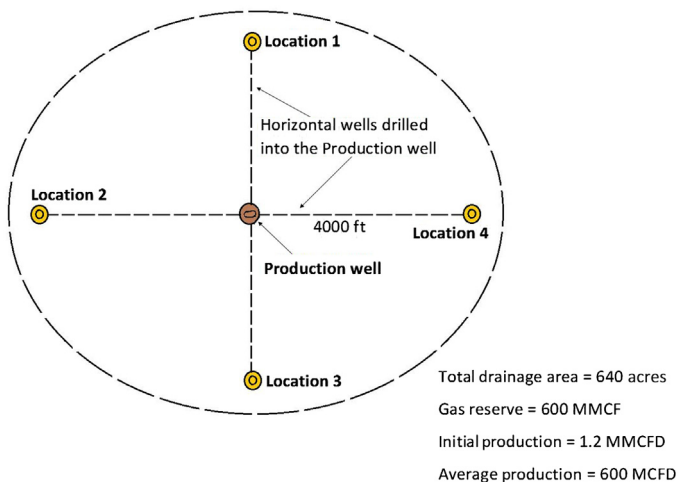 Location 1
Horizontal wells drilled
into the Production well
Location 2
4000 ft
Location 4
Production well
Location 3
Total drainage area = 640 acres
Gas reserve = 600 MMCF
Initial production = 1.2 MMCFD
Average production = 600 MCFD